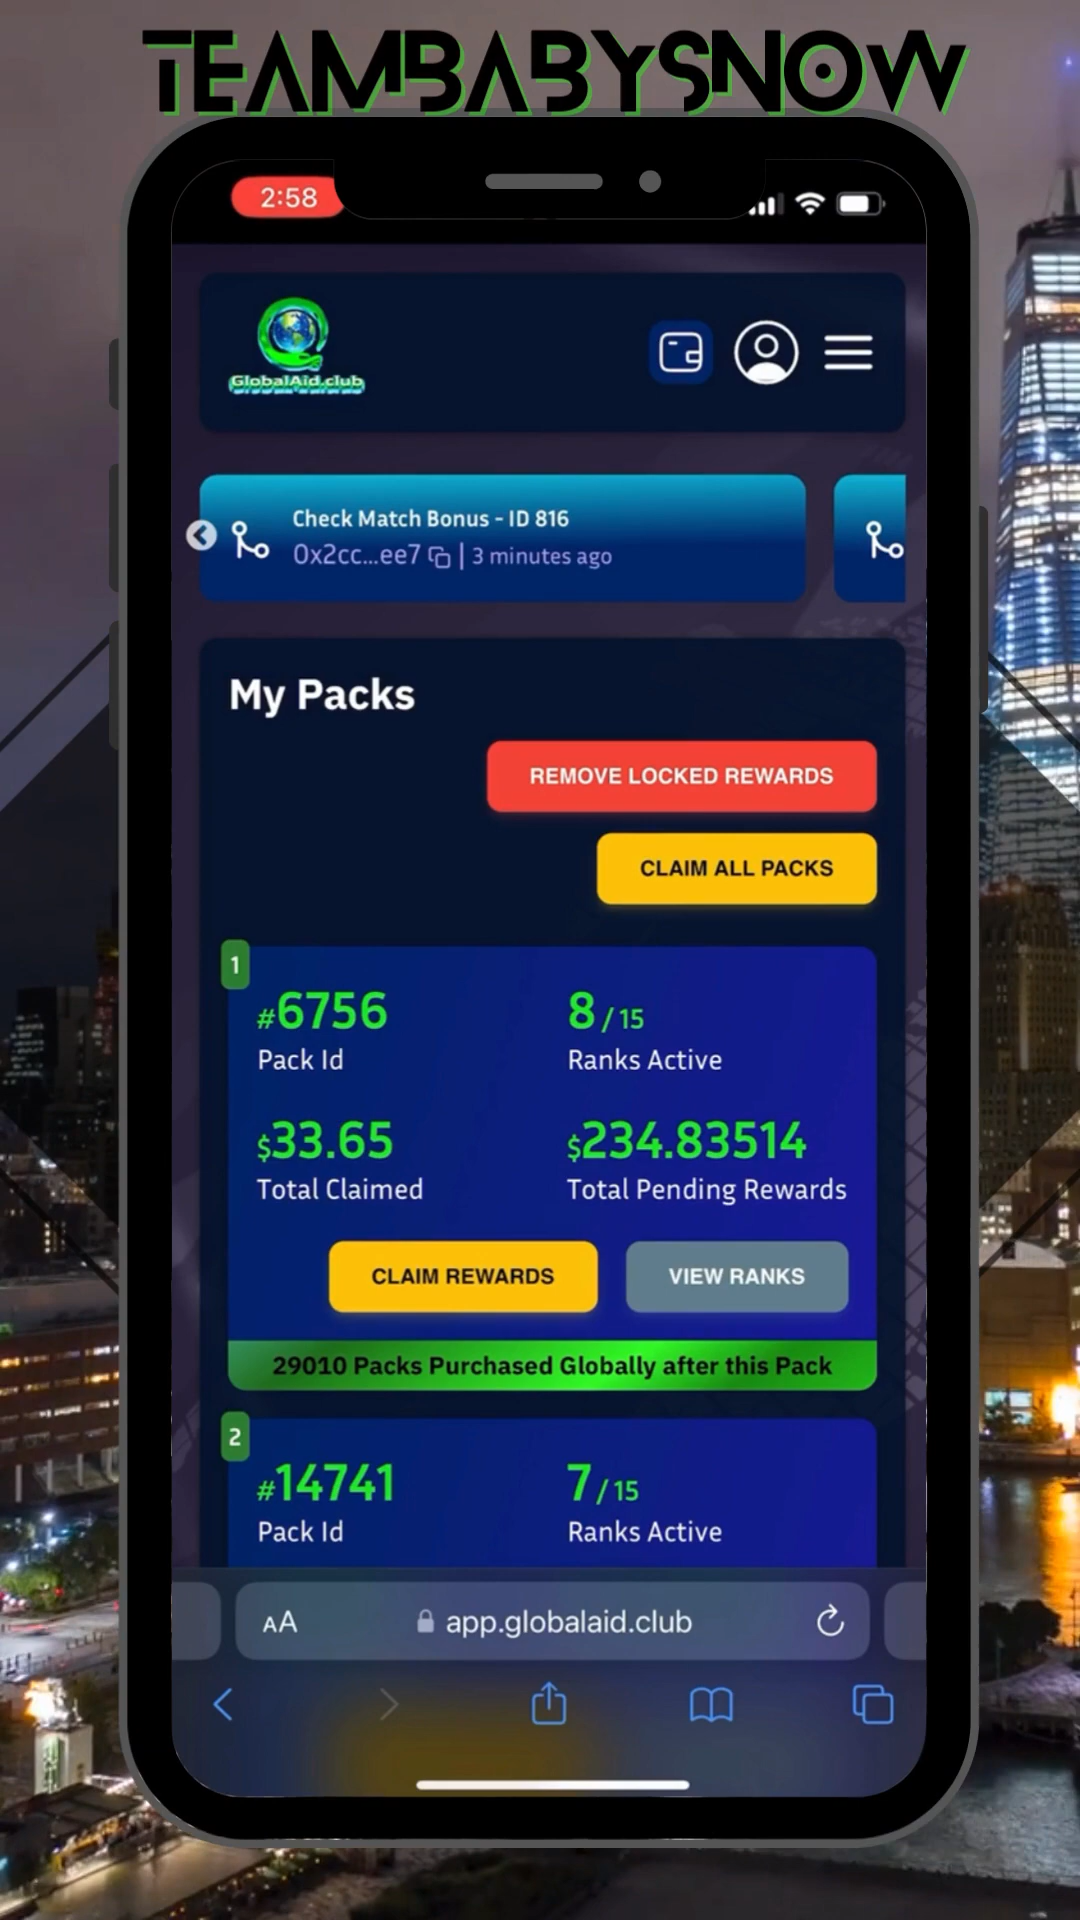 TEAMBABYSNOW
2:58
GlobalAid.club
Check Match Bonus - ID 816
0x2cc...ee7 | 3 minutes ago
My Packs
REMOVE LOCKED REWARDS
CLAIM ALL PACKS
1
#6756
Pack Id
8 / 15
Ranks Active
$33.65
Total Claimed
$234.83514
Total Pending Rewards
CLAIM REWARDS
VIEW RANKS
29010 Packs Purchased Globally after this Pack
2
#14741
Pack Id
7 / 15
Ranks Active
AA
app.globalaid.club